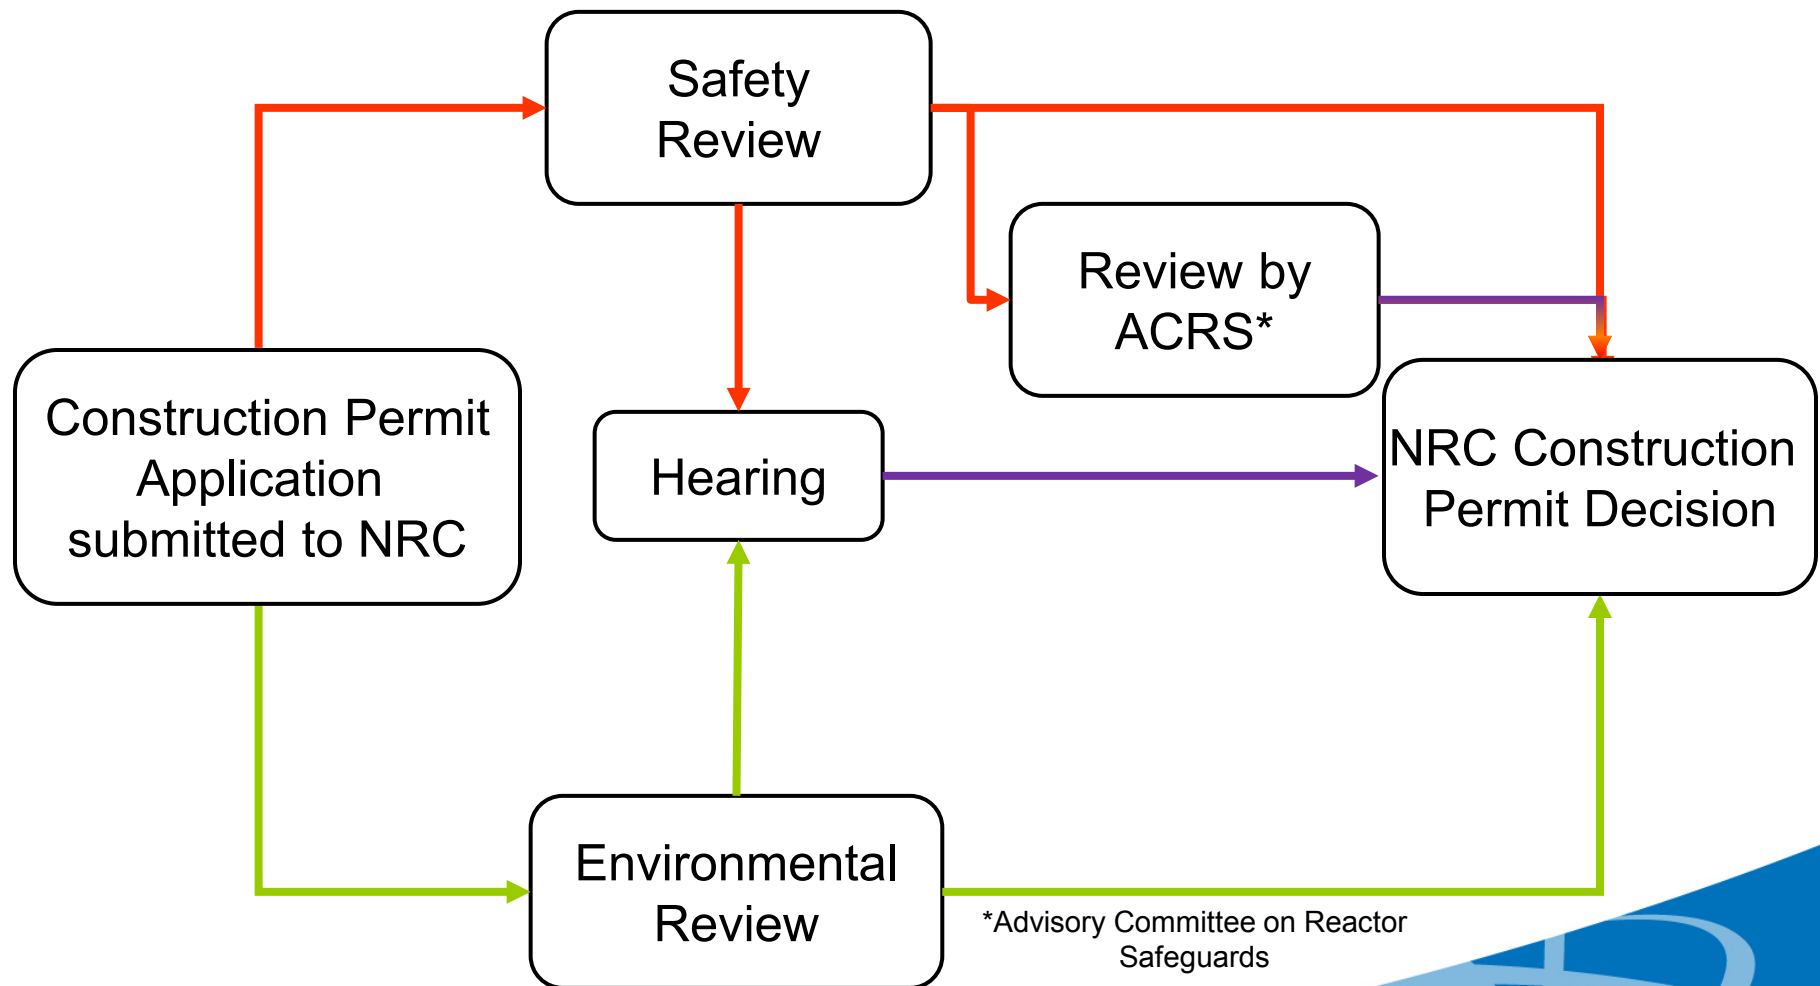 Safety
Review
Review by
ACRS*
Construction Permit
Application
submitted to NRC
Hearing
NRC Construction
Permit Decision
Environmental
Review
*Advisory Committee on Reactor
Safeguards